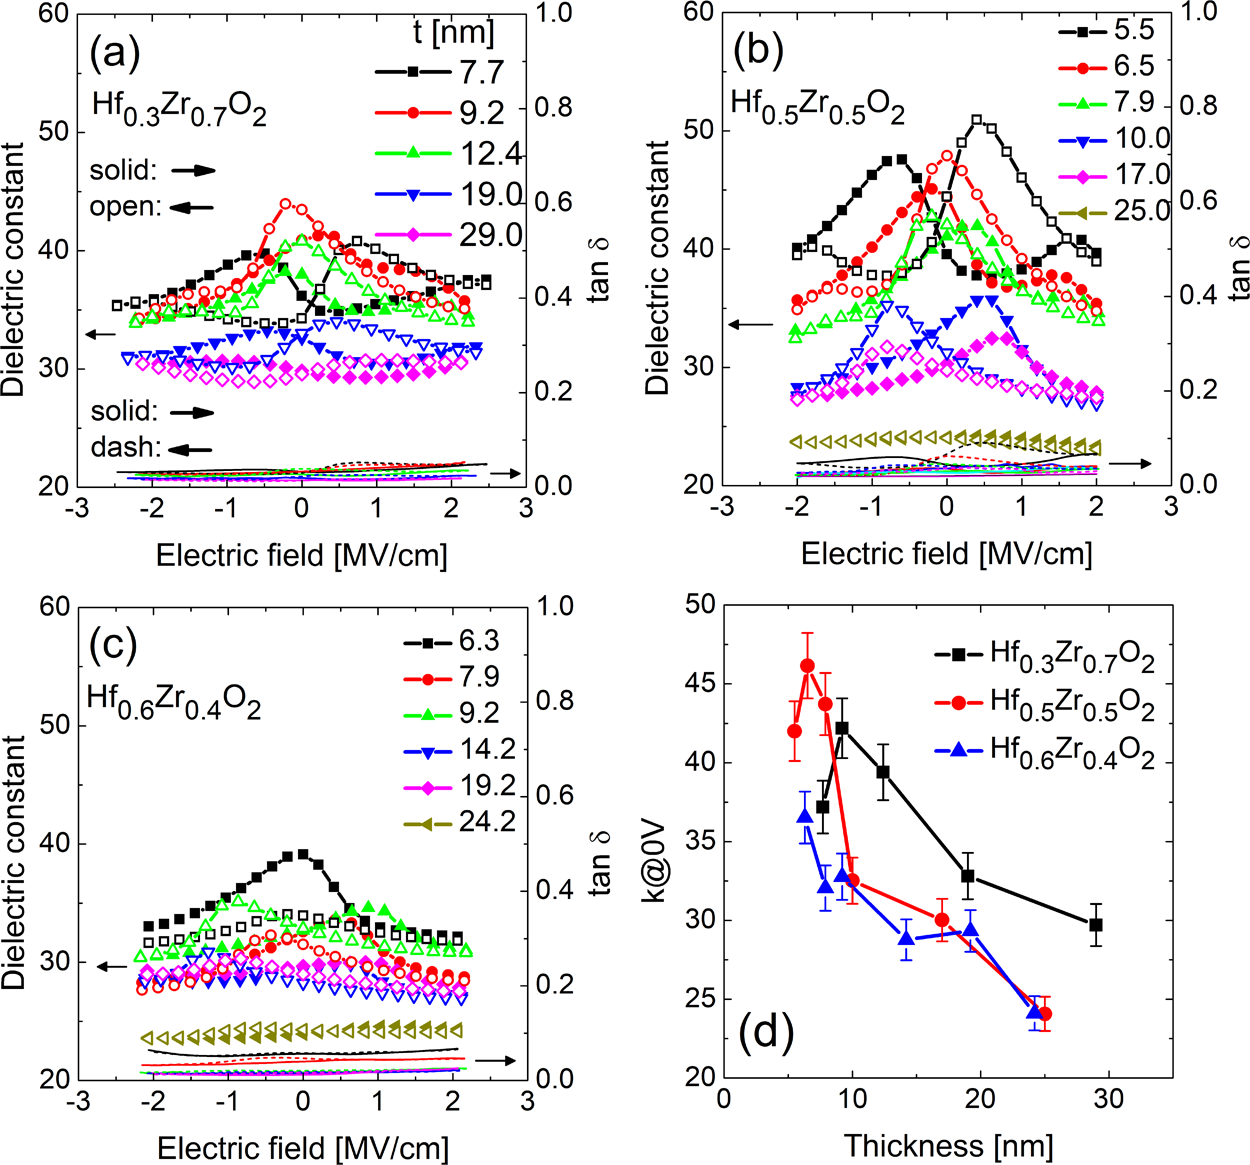 (a)
t [nm]
7.7
9.2
12.4
19.0
29.0
Hf0.3Zr0.7O2
solid:
open:
solid:
dash:
60
50
40
30
20
1.0
0.8
0.6
0.4
0.2
0.0
-3 -2 -1 0 1 2 3
Dielectric constant
tan δ
Electric field [MV/cm]
(b)
5.5
6.5
7.9
10.0
17.0
25.0
Hf0.5Zr0.5O2
60
50
40
30
20
1.0
0.8
0.6
0.4
0.2
0.0
-3 -2 -1 0 1 2 3
Dielectric constant
tan δ
Electric field [MV/cm]
(c)
6.3
7.9
9.2
14.2
19.2
24.2
Hf0.6Zr0.4O2
60
50
40
30
20
1.0
0.8
0.6
0.4
0.2
0.0
-3 -2 -1 0 1 2 3
Dielectric constant
tan δ
Electric field [MV/cm]
(d)
Hf0.3Zr0.7O2
Hf0.5Zr0.5O2
Hf0.6Zr0.4O2
50
45
40
35
30
25
20
0 10 20 30
k@0V
Thickness [nm]